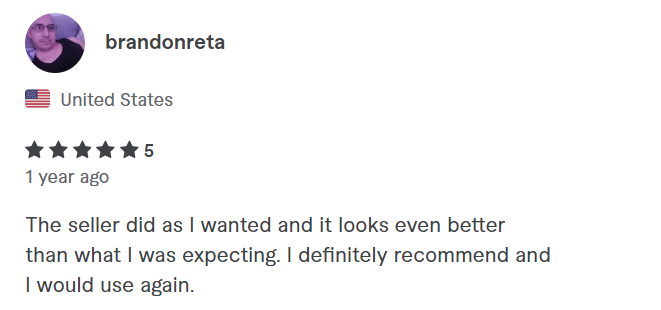 brandonreta
United States
5
1 year ago
The seller did as I wanted and it looks even better
than what I was expecting. I definitely recommend and
I would use again.